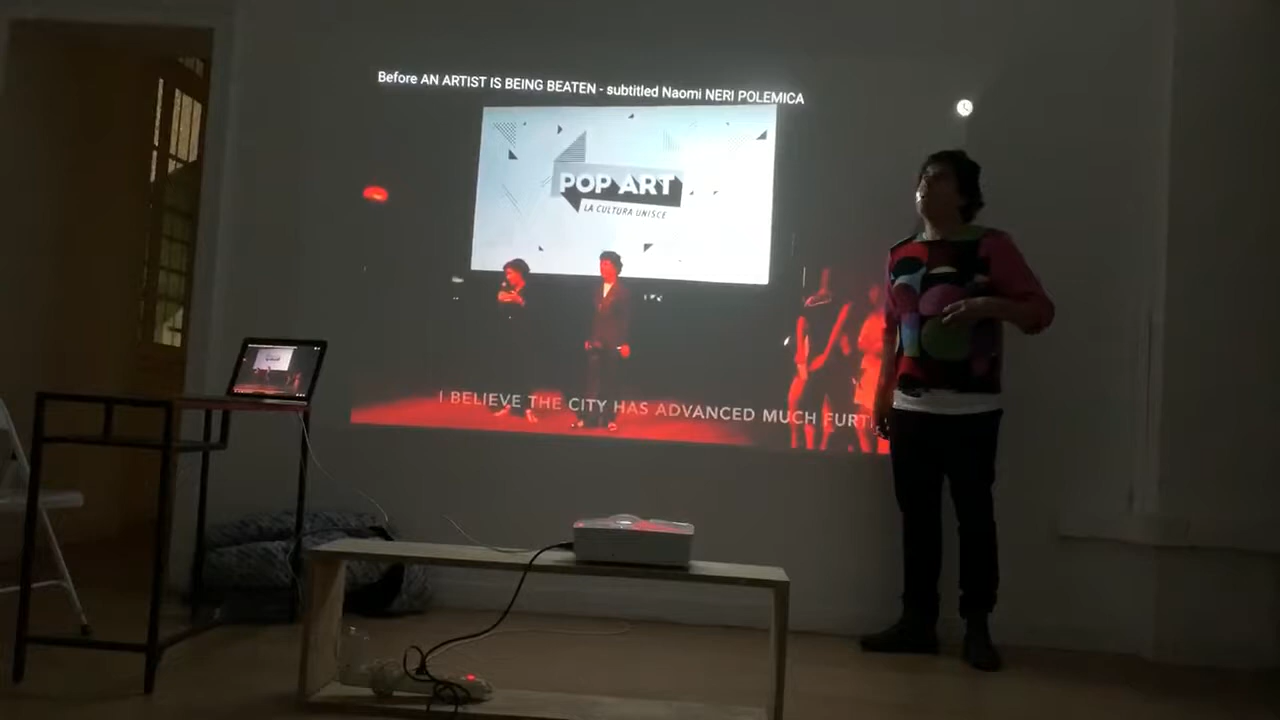 Before AN ARTIST IS BEING BEATEN - subtitled Naomi NERI POLEMICA
POP ART
LA CULTURA UNISCE
I BELIEVE THE CITY HAS ADVANCED MUCH FURT